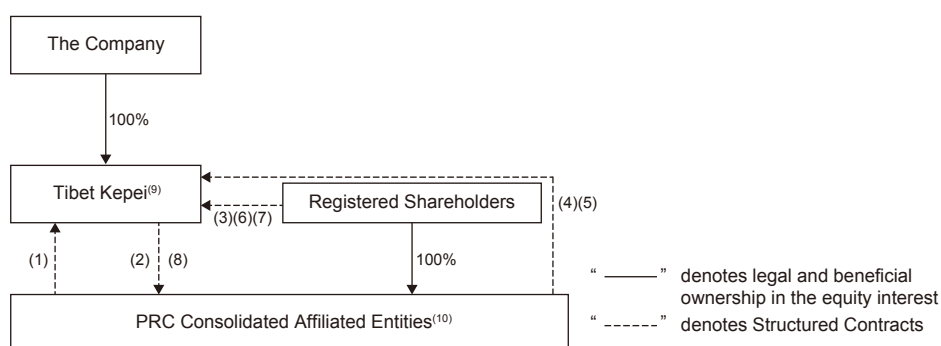 The Company
100%
Tibet Kepei(9)
Registered Shareholders
(4)(5)
(3)(6)(7)
(1)
(2)
(8)
100%
PRC Consolidated Affiliated Entities(10)
“ ” denotes legal and beneficial
ownership in the equity interest
“ ” denotes Structured Contracts